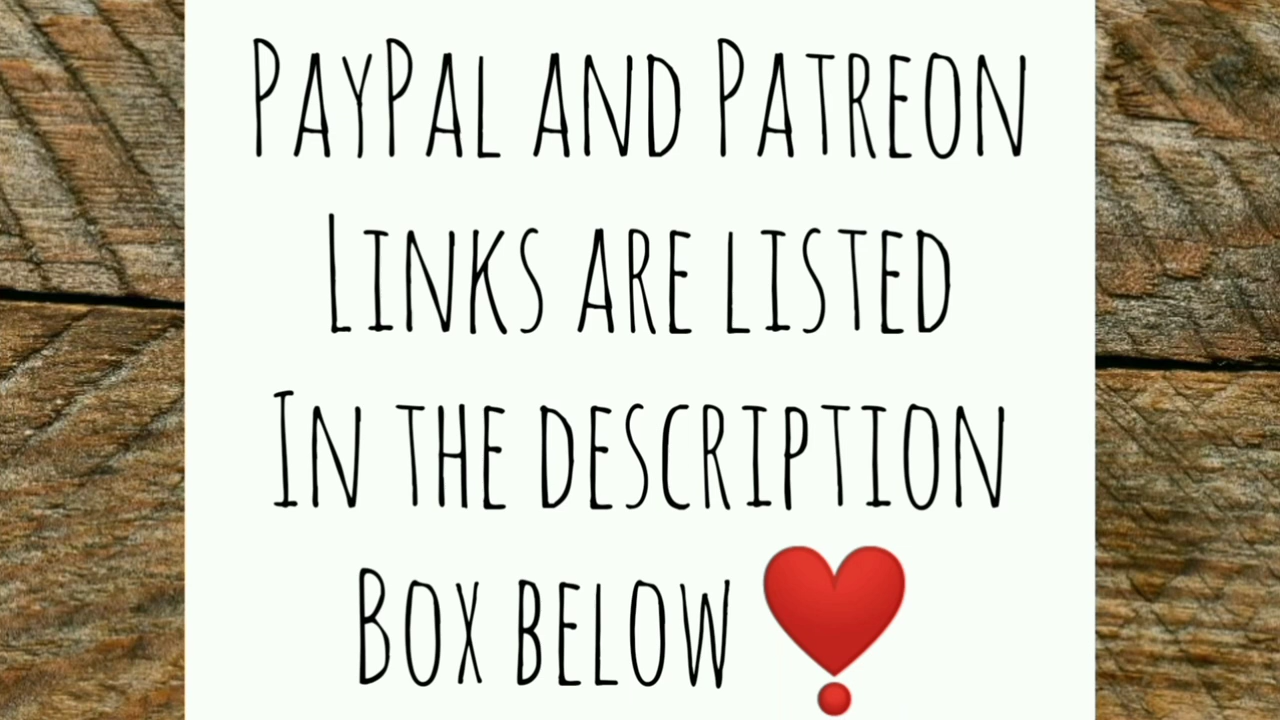 PayPal and Patreon
Links are listed
In the description
Box below ❣️